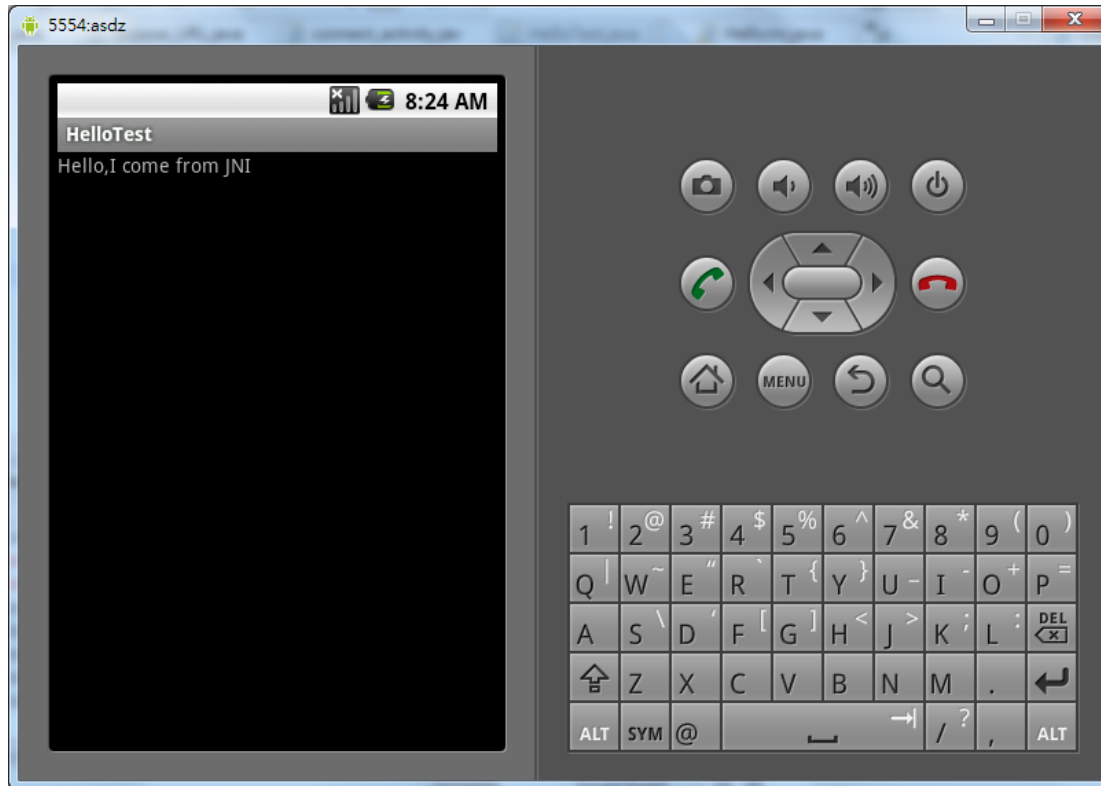 5554:asdz
8:24 AM
HelloTest
Hello,I come from JNI
MENU
1 ! 2 @ 3 # 4 $ 5 % 6 ^ 7 & 8 * 9 ( 0 )
Q | W ~ E " R ` T { Y } U _ I - O + P =
A S \ D ' F [ G ] H < J > K ; L : DEL
Z X C V B N M .
ALT SYM @ / ? , ALT